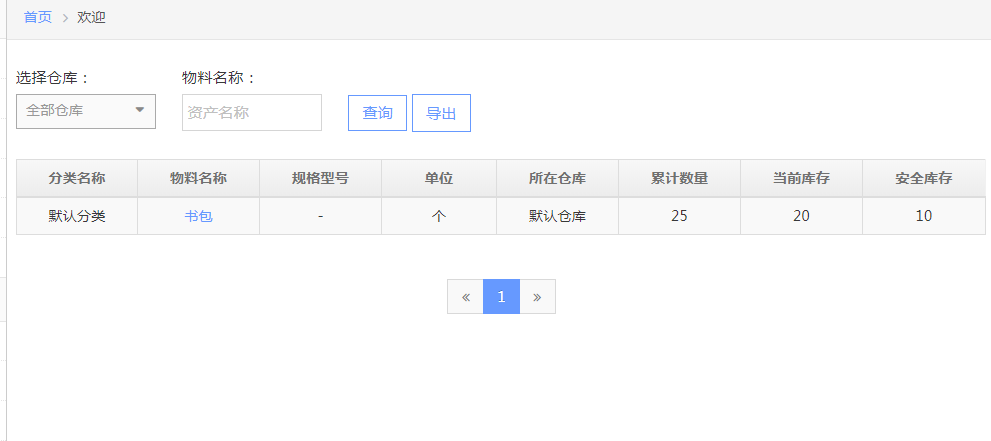 首页 > 欢迎
选择仓库： 物料名称：
全部仓库 资产名称 查询 导出
分类名称 物料名称 规格型号 单位 所在仓库 累计数量 当前库存 安全库存
默认分类 书包 - 个 默认仓库 25 20 10
« 1 »